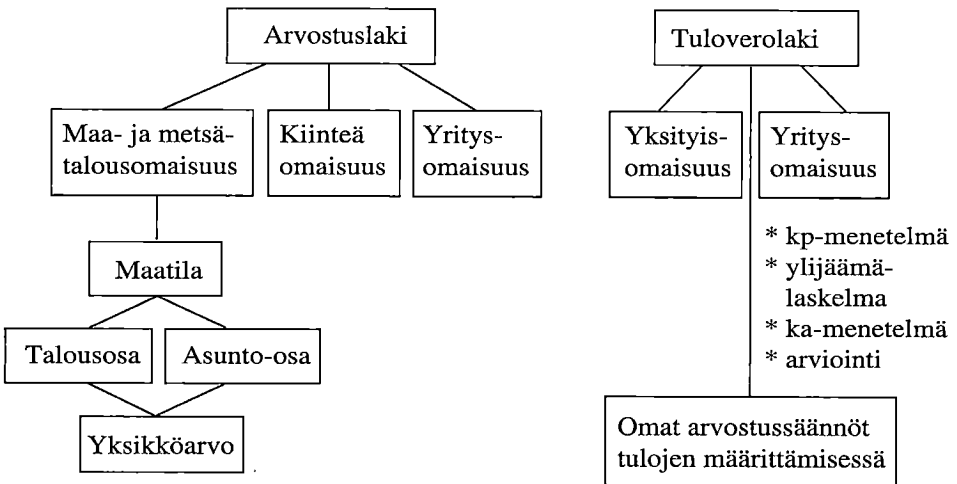 Arvostuslaki
Maa- ja metsä-
talousomaisuus
Kiinteä
omaisuus
Yritys-
omaisuus
Maatila
Talousosa
Asunto-osa
Yksikköarvo
Tuloverolaki
Yksityis-
omaisuus
Yritys-
omaisuus
* kp-menetelmä
* ylijäämä-
laskelma
* ka-menetelmä
* arviointi
Omat arvostussäännöt
tulojen määrittämisessä